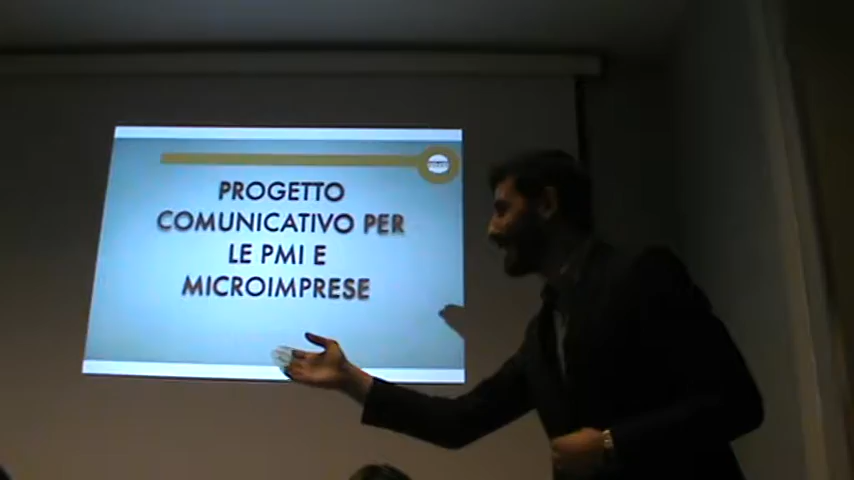 PROGETTO
COMUNICATIVO PER
LE PMI E
MICROIMPRESE